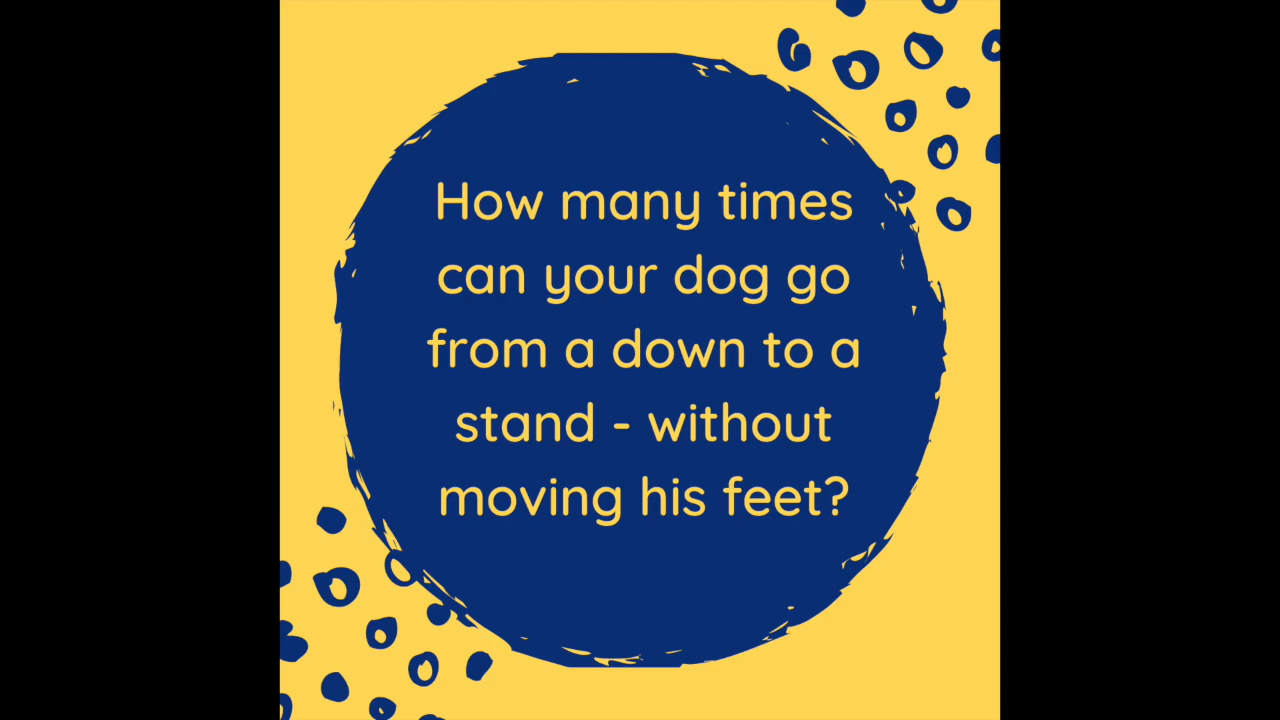 How many times
can your dog go
from a down to a
stand - without
moving his feet?